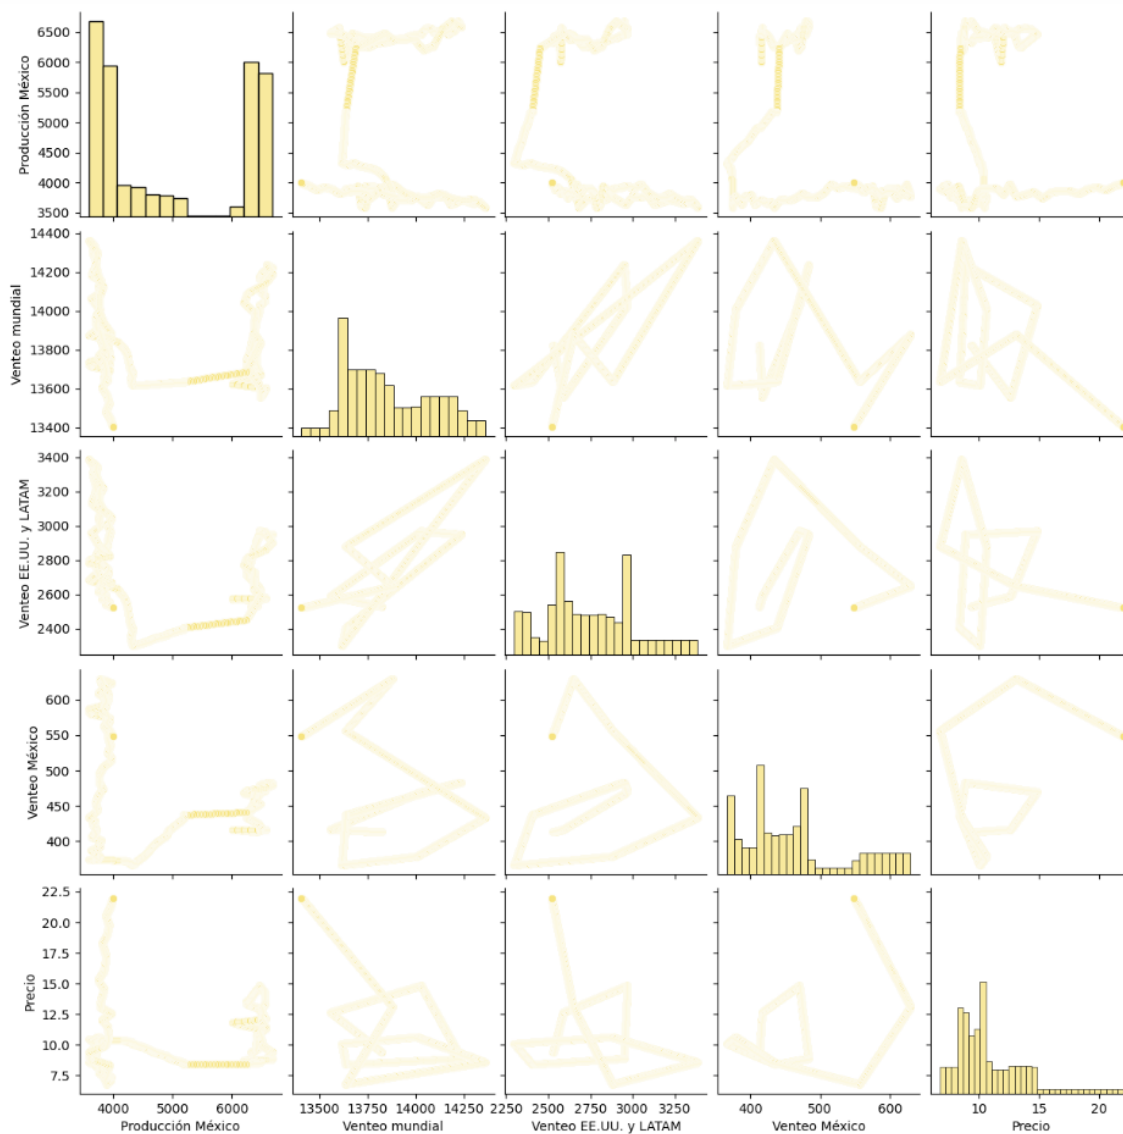 Producción México
6500
6000
5500
5000
4500
4000
3500
Venteo mundial
14400
14200
14000
13800
13600
13400
Venteo EE.UU. y LATAM
3400
3200
3000
2800
2600
2400
Venteo México
600
550
500
450
400
Precio
22.5
20.0
17.5
15.0
12.5
10.0
7.5
4000 5000 6000
13500 13750 14000 14250
2250 2500 2750 3000 3250
400 500 600
10 15 20
Producción México
Venteo mundial
Venteo EE.UU. y LATAM
Venteo México
Precio